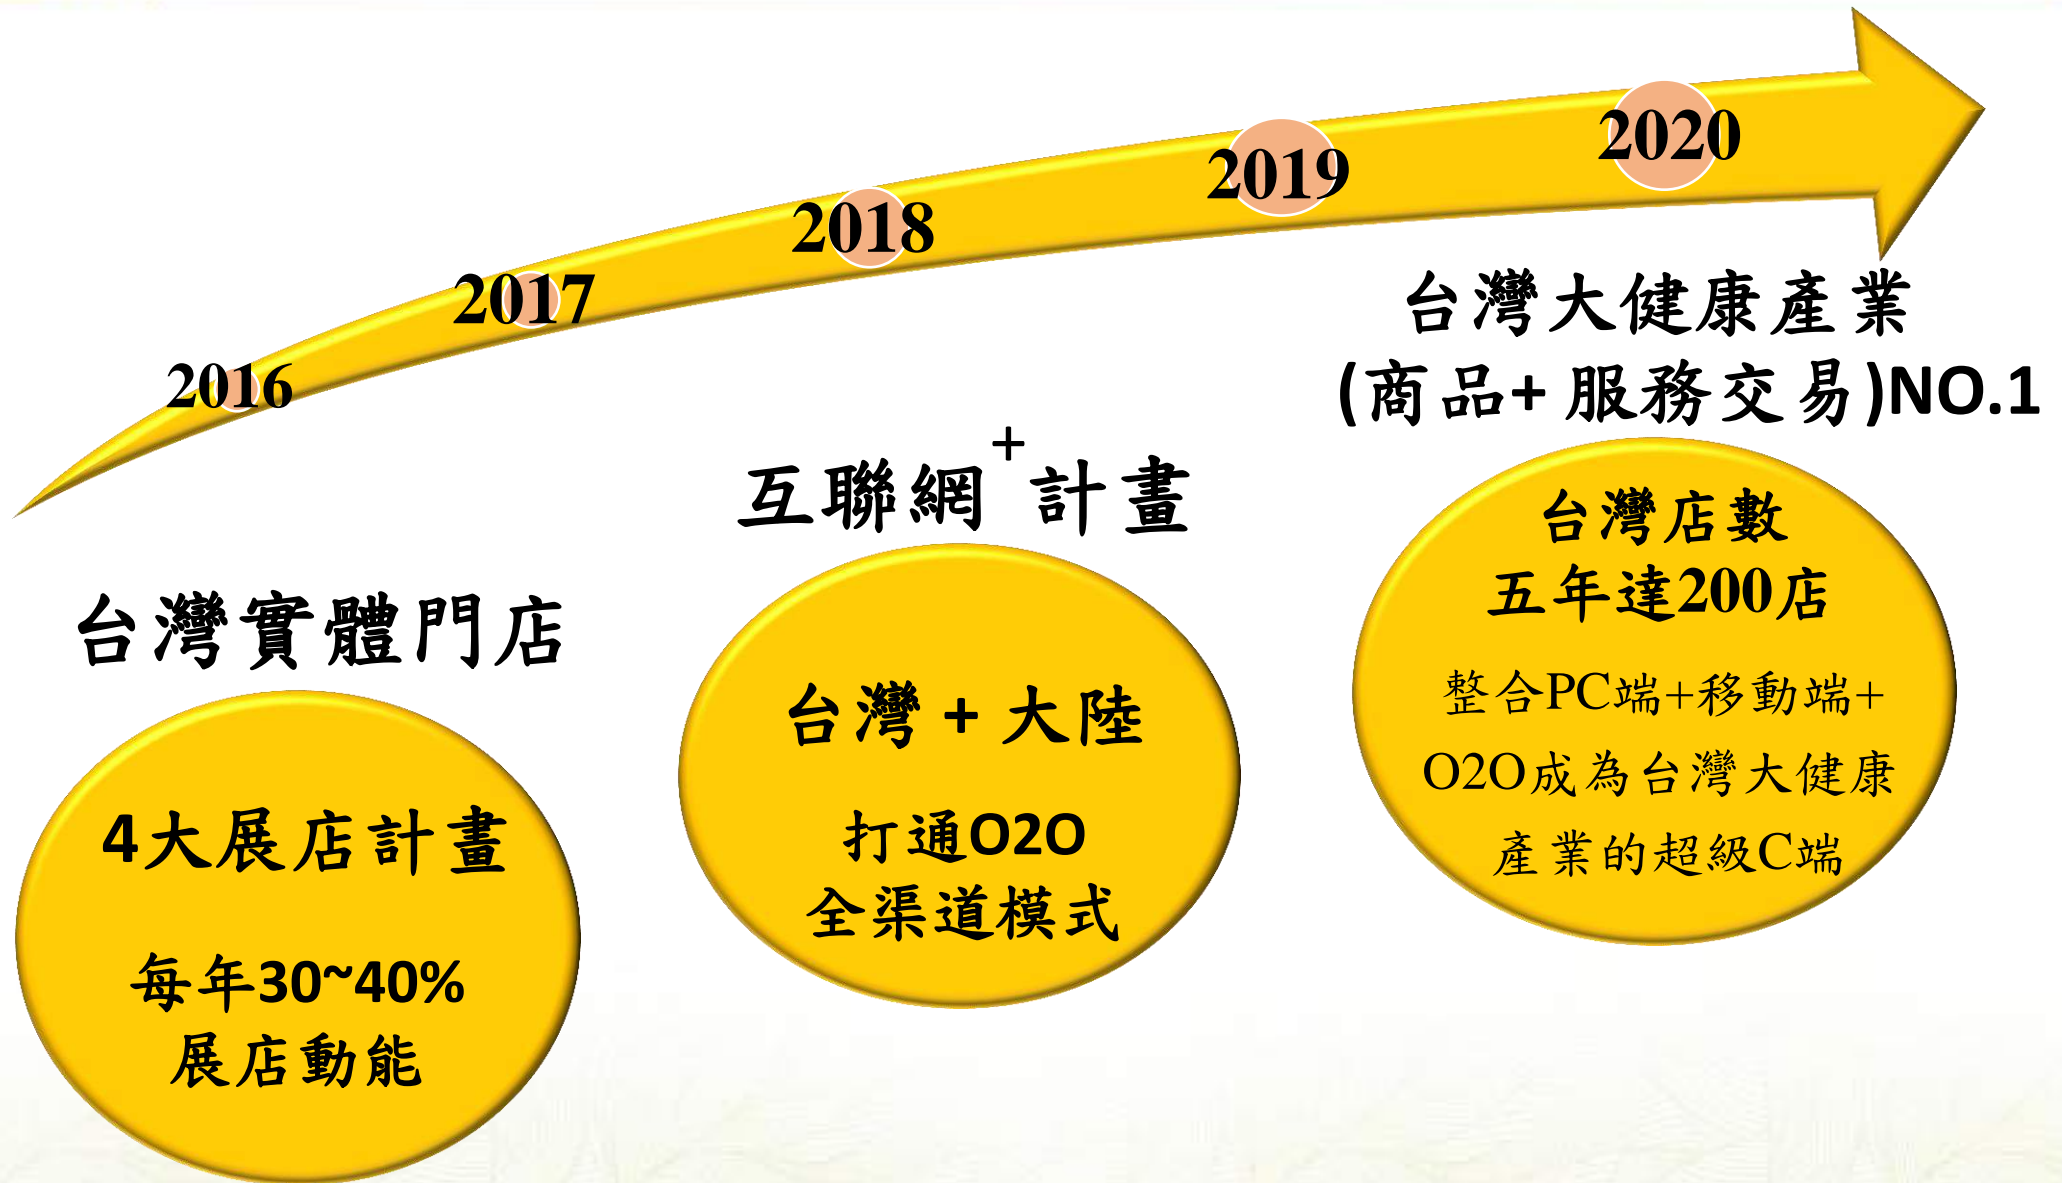 2016
2017
2018
2019
2020
台灣實體門店
4大展店計畫
每年30~40%
展店動能
互聯網+計畫
台灣+大陸
打通O2O
全渠道模式
台灣大健康產業
(商品+服務交易)NO.1
台灣店數
五年達200店
整合PC端+移動端+
O2O成為台灣大健康
產業的超級C端